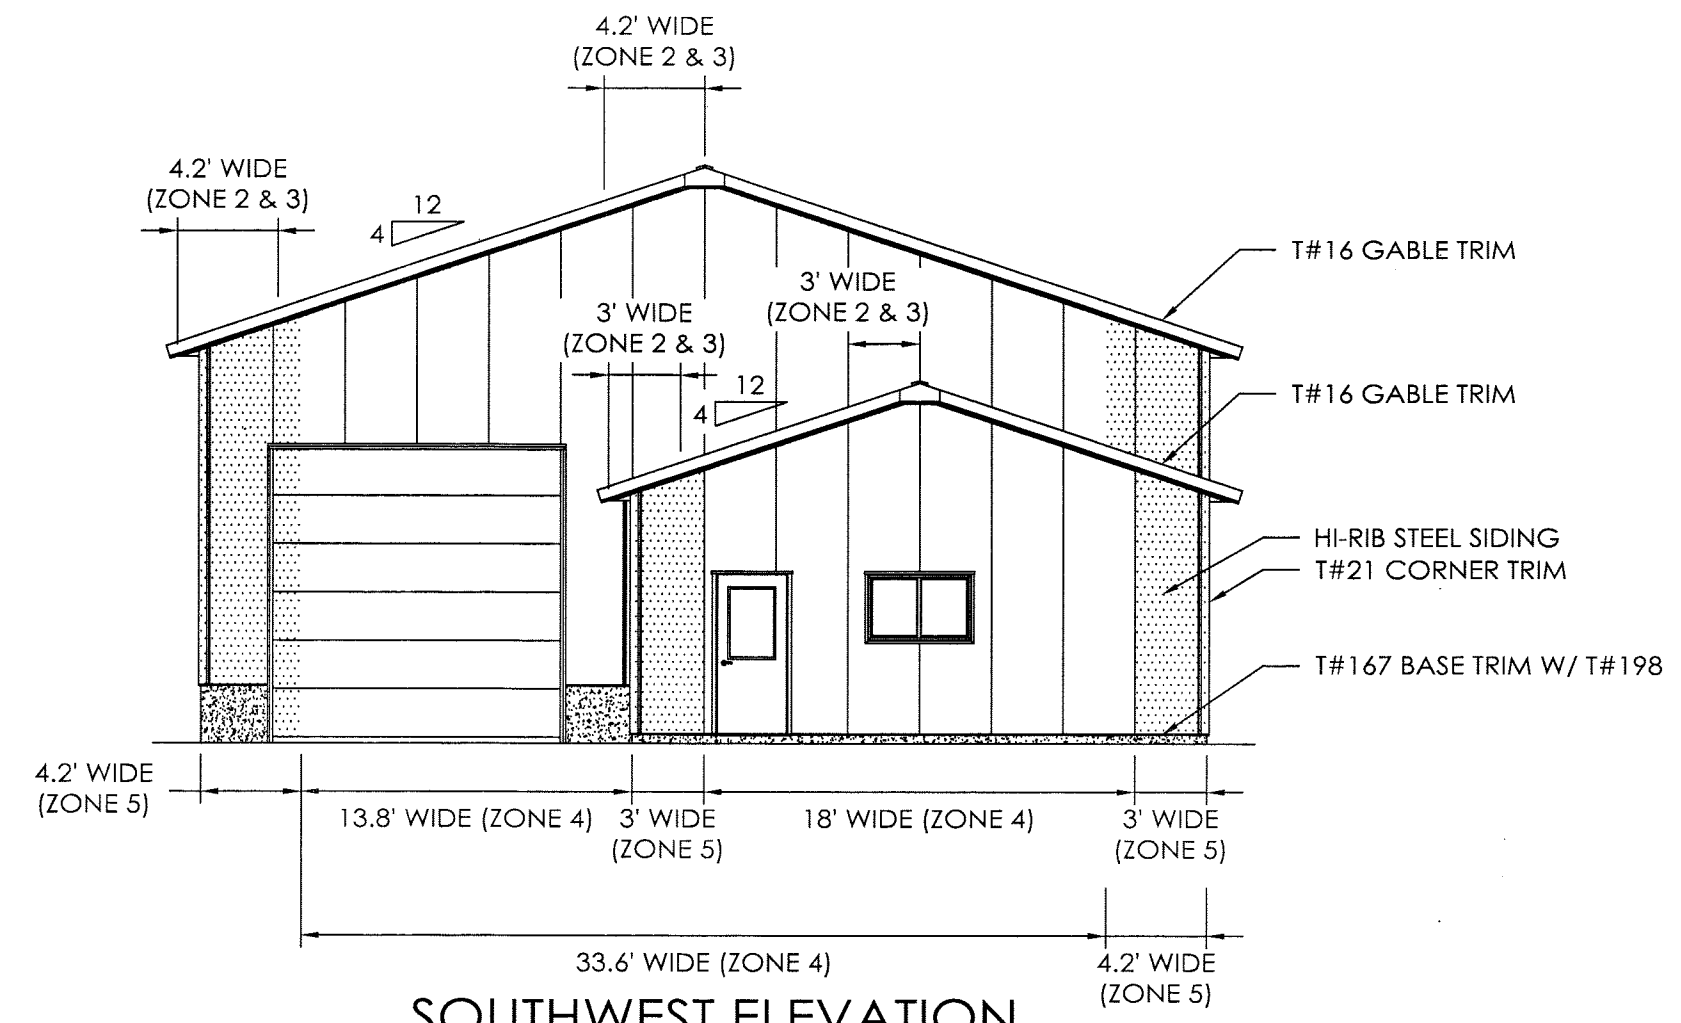 4.2' WIDE
(ZONE 2 & 3)
4.2' WIDE
(ZONE 2 & 3)
12
4
T#16 GABLE TRIM
3' WIDE
(ZONE 2 & 3)
3' WIDE
(ZONE 2 & 3)
12
4
T#16 GABLE TRIM
HI-RIB STEEL SIDING
T#21 CORNER TRIM
T#167 BASE TRIM W/ T#198
4.2' WIDE
(ZONE 5)
13.8' WIDE (ZONE 4)
3' WIDE
(ZONE 5)
18' WIDE (ZONE 4)
3' WIDE
(ZONE 5)
33.6' WIDE (ZONE 4)
4.2' WIDE
(ZONE 5)
SOUTHWEST ELEVATION